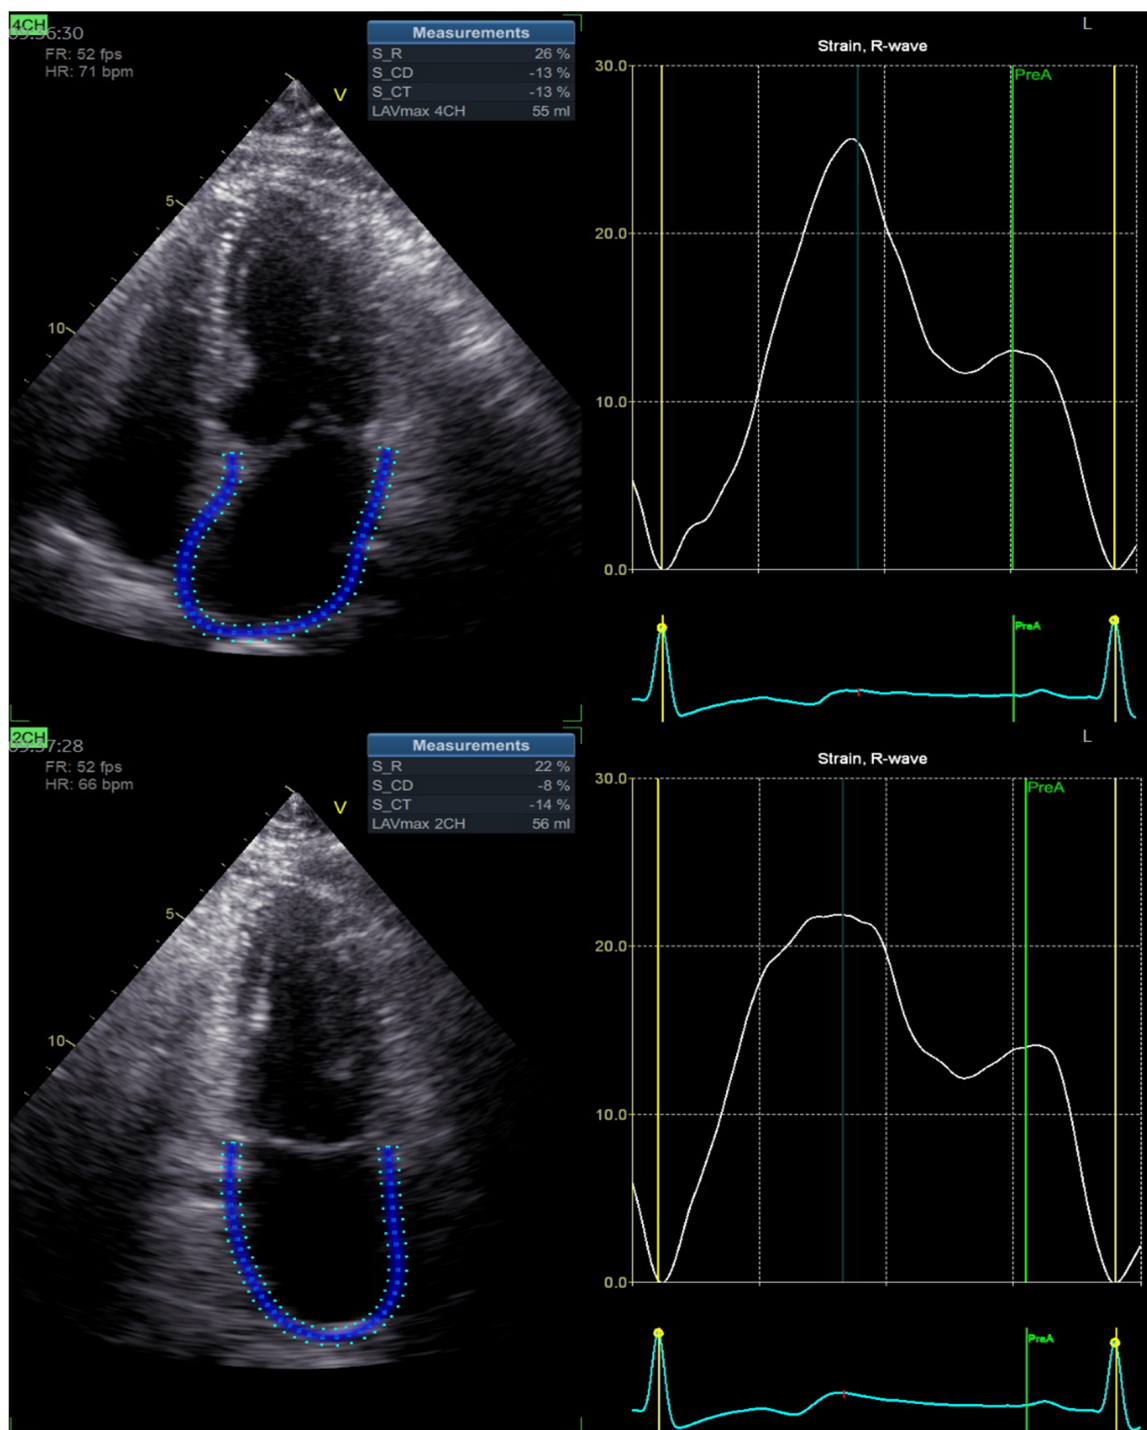 4CH
FR: 52 fps
HR: 71 bpm
V
5
10
Measurements
S_R 26 %
S_CD -13 %
S_CT -13 %
LAVmax 4CH 55 ml
L
Strain, R-wave
30.0
20.0
10.0
0.0
PreA
PreA
2CH
FR: 52 fps
HR: 66 bpm
V
5
10
Measurements
S_R 22 %
S_CD -8 %
S_CT -14 %
LAVmax 2CH 56 ml
L
Strain, R-wave
30.0
20.0
10.0
0.0
PreA
PreA